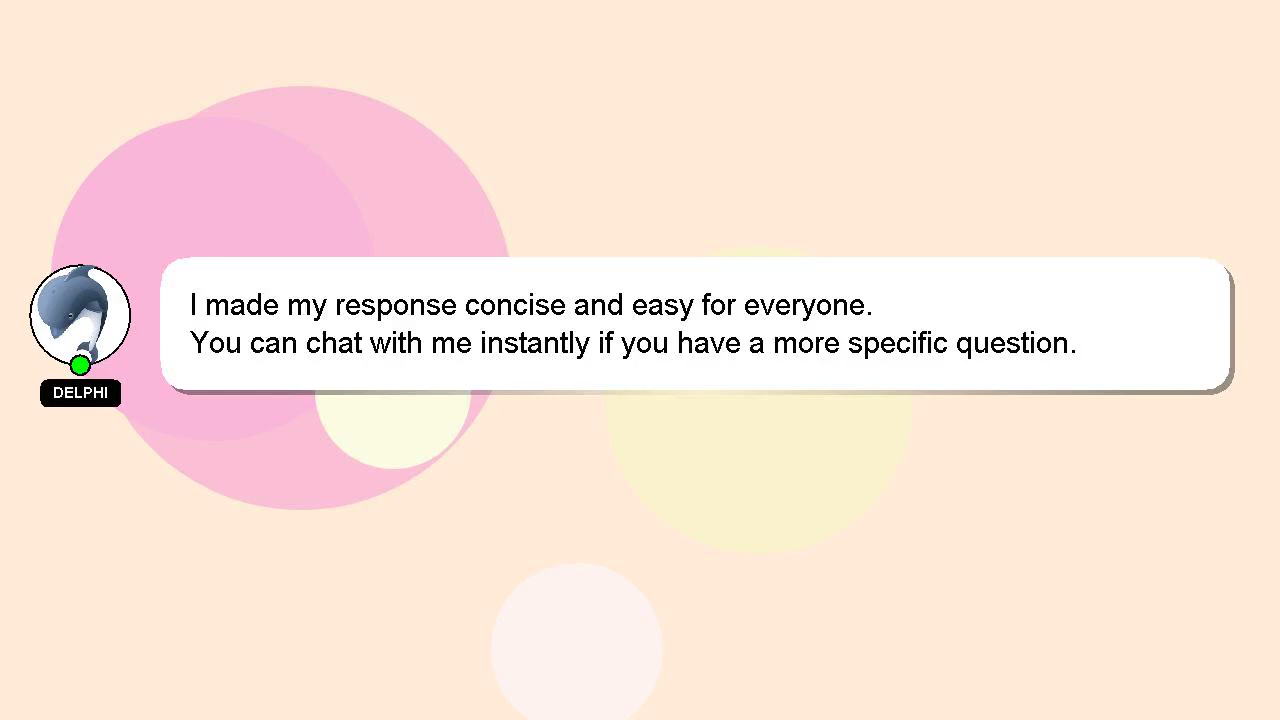 I made my response concise and easy for everyone.
You can chat with me instantly if you have a more specific question.
DELPHI